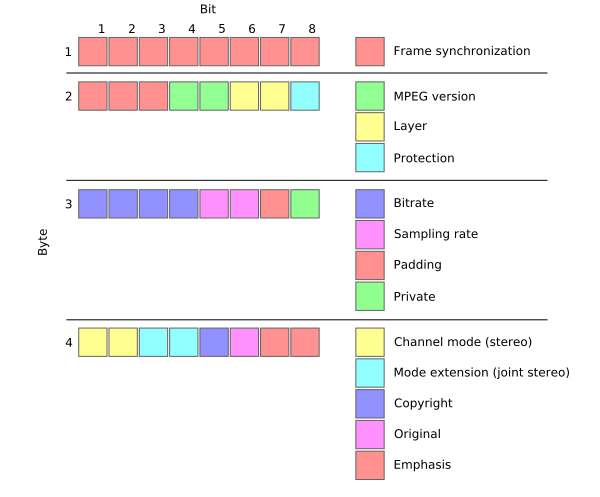 Bit
1 2 3 4 5 6 7 8
1 Frame synchronization
2 MPEG version
Layer
Protection
3 Bitrate
Sampling rate
Padding
Private
Byte
4 Channel mode (stereo)
Mode extension (joint stereo)
Copyright
Original
Emphasis